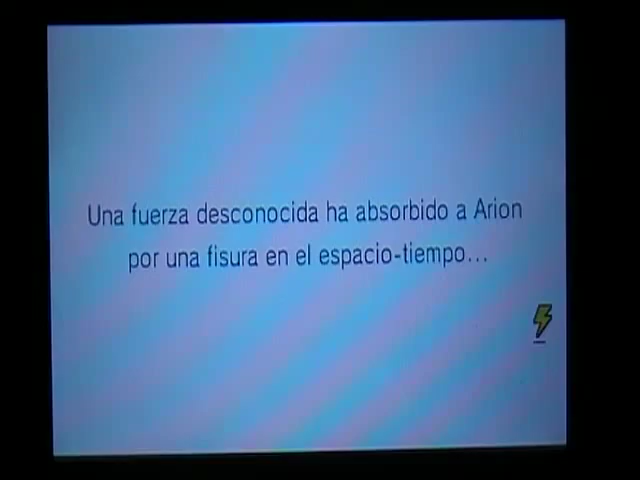 Una fuerza desconocida ha absorbido a Arion
por una fisura en el espacio-tiempo...